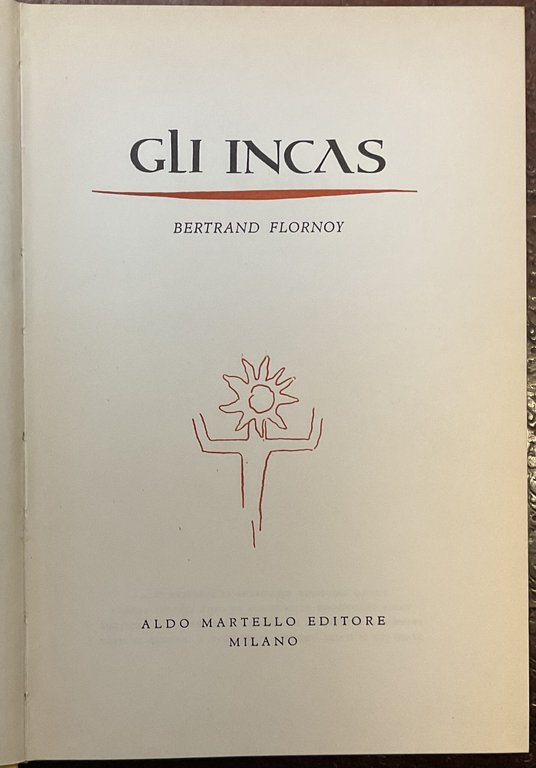 GLI INCAS
BERTRAND FLORNOY
ALDO MARTELLO EDITORE
MILANO